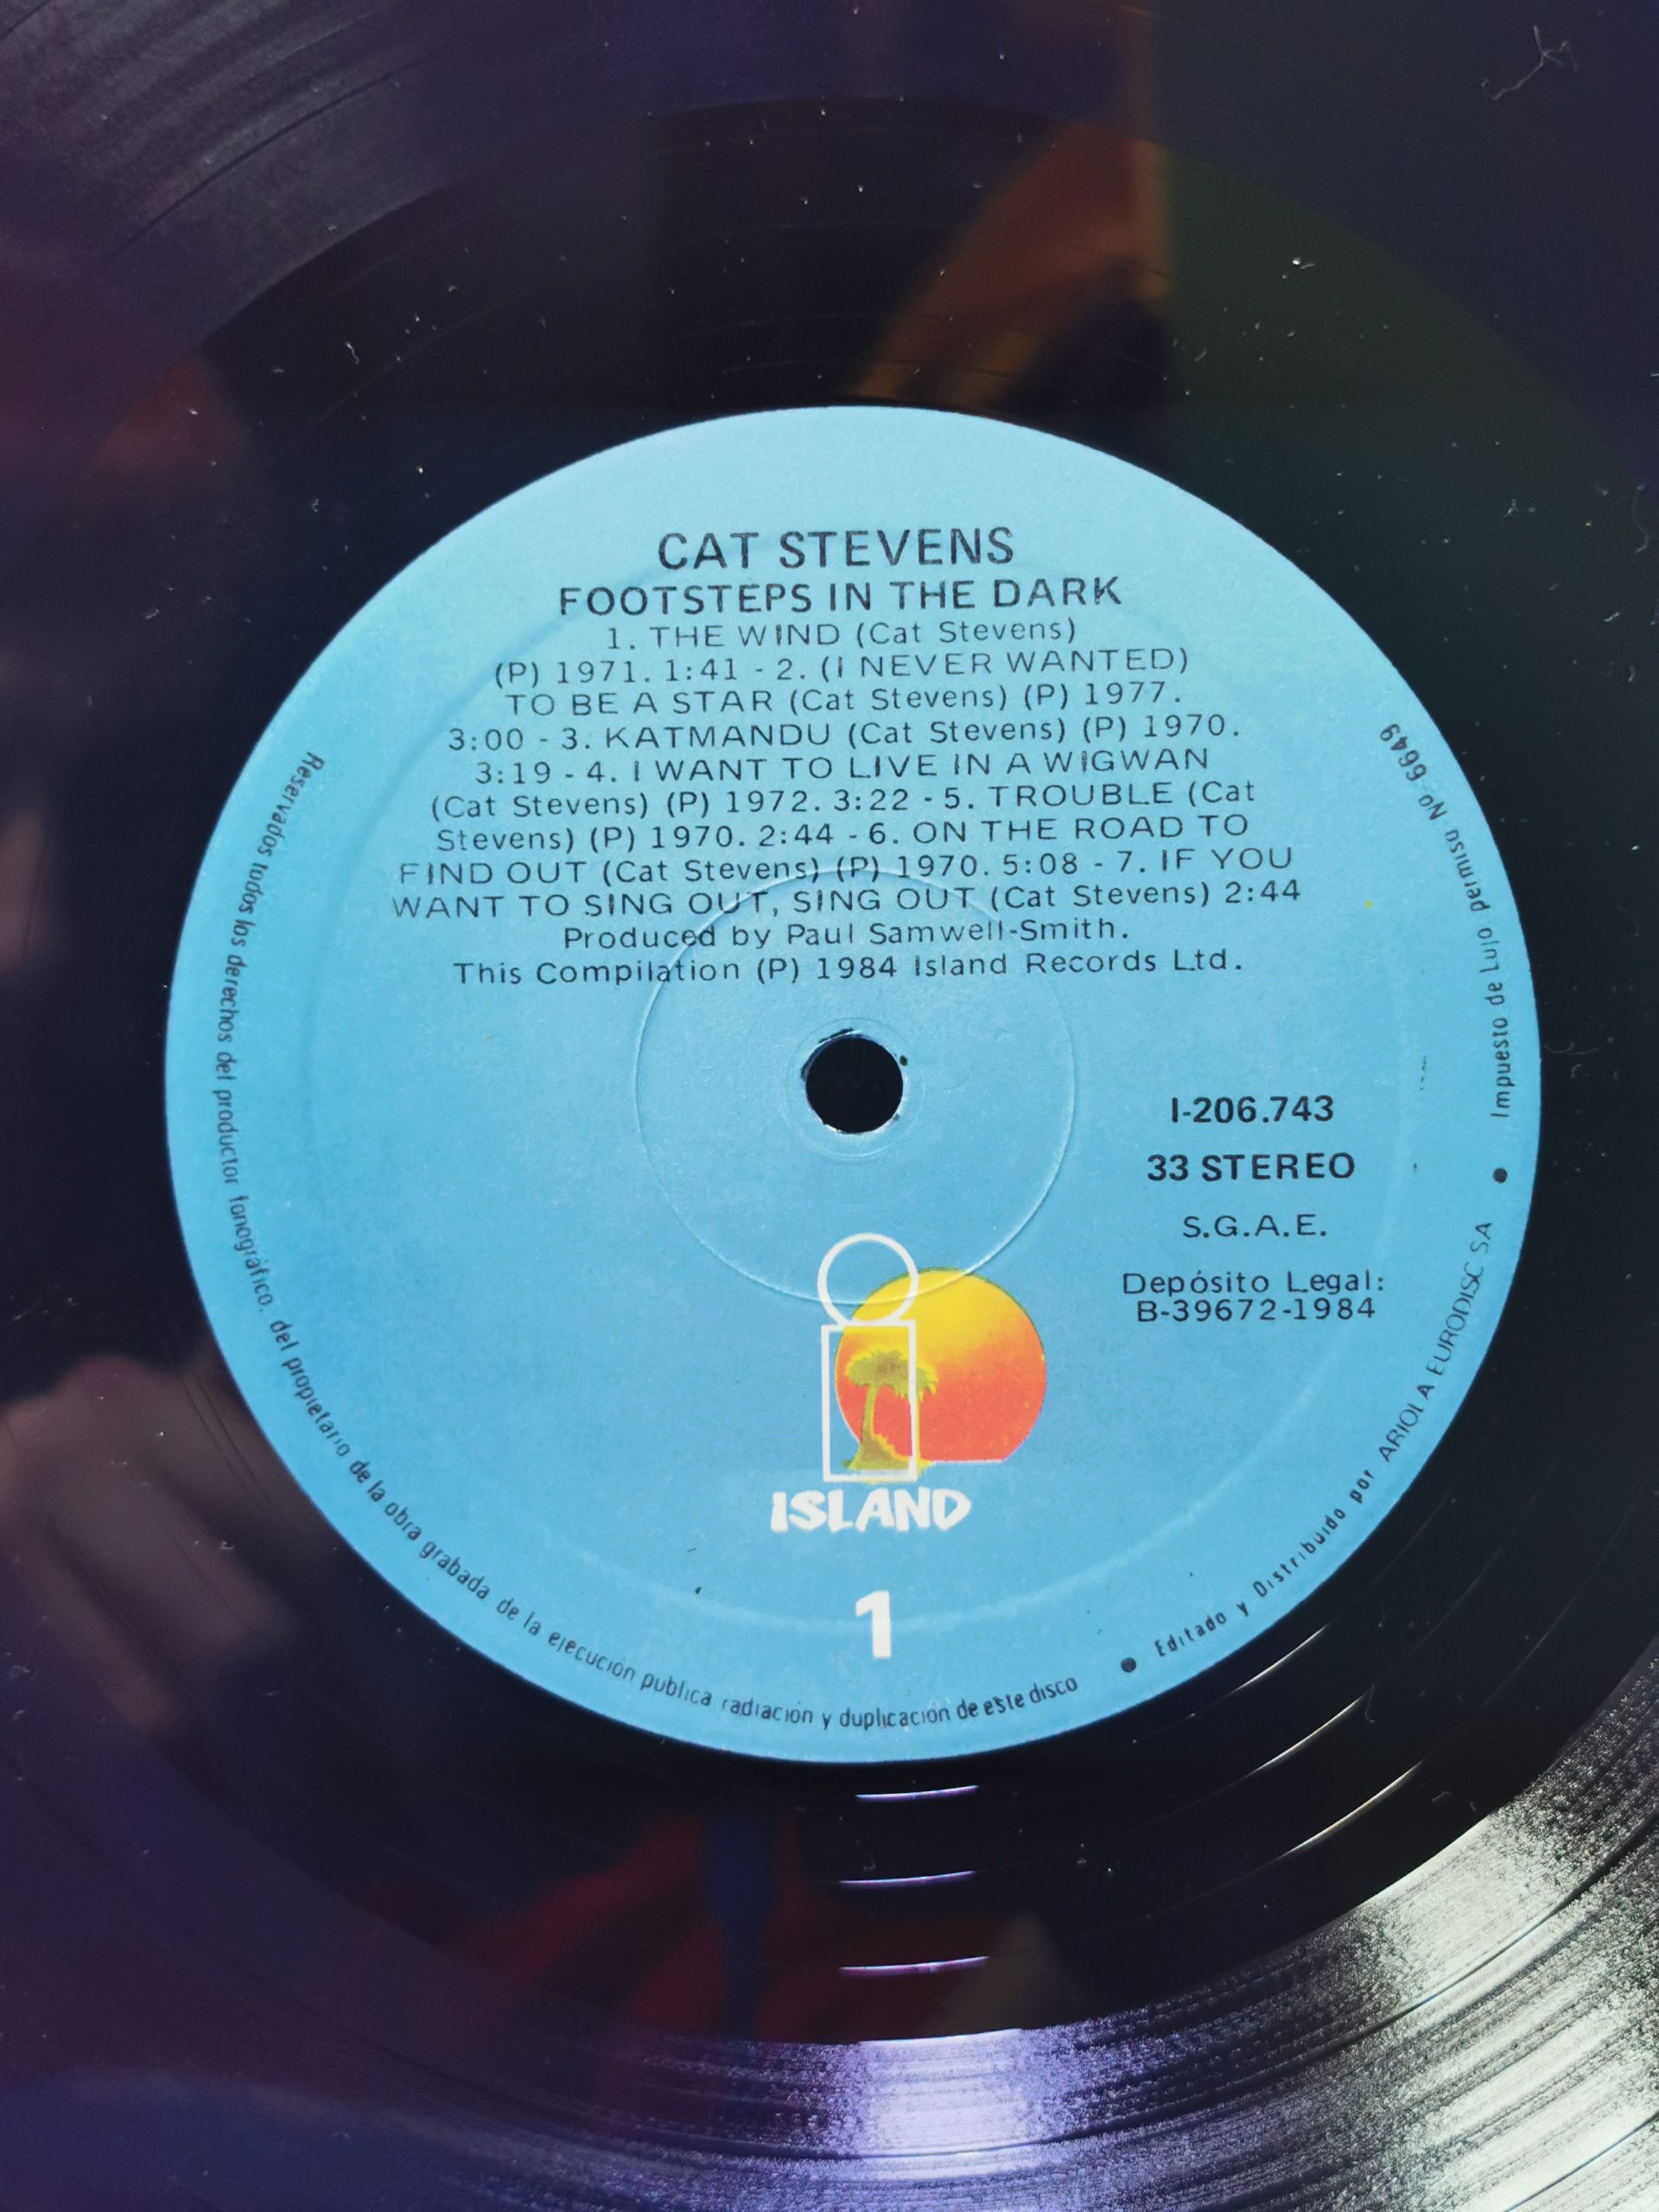 CAT STEVENS
FOOTSTEPS IN THE DARK
1. THE WIND (Cat Stevens)
(P) 1971. 1:41 - 2. (I NEVER WANTED)
TO BE A STAR (Cat Stevens) (P) 1977.
3:00 - 3. KATMANDU (Cat Stevens) (P) 1970.
3:19 - 4. I WANT TO LIVE IN A WIGWAN
(Cat Stevens) (P) 1972. 3:22 - 5. TROUBLE (Cat
Stevens) (P) 1970. 2:44 - 6. ON THE ROAD TO
FIND OUT (Cat Stevens) (P) 1970. 5:08 - 7. IF YOU
WANT TO SING OUT, SING OUT (Cat Stevens) 2:44
Produced by Paul Samwell-Smith.
This Compilation (P) 1984 Island Records Ltd.
I-206.743
33 STEREO
S.G.A.E.
Depósito Legal:
B-39672-1984
ISLAND
1
Reservados todos los derechos del productor fonográfico, del propietario de la obra grabada, de la ejecución publica radiación y duplicación de este disco ● Editado y Distribuido por ARIOLA EURODISC SA ● Impuesto de Lujo permiso Nº 6649